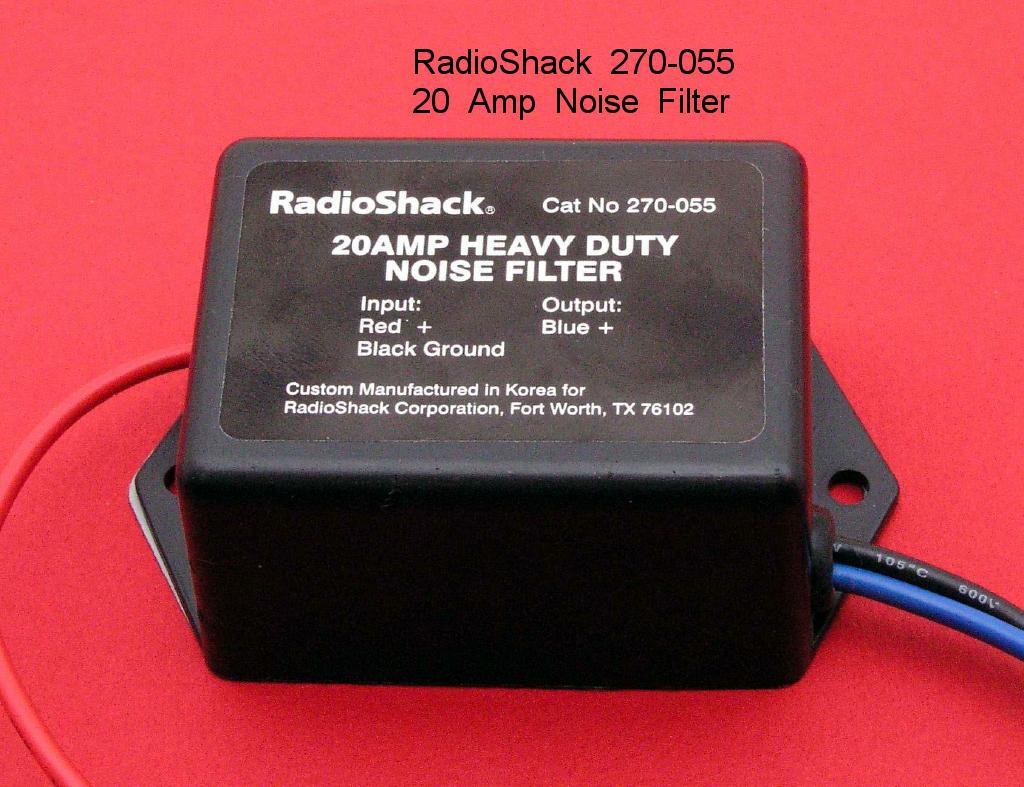 RadioShack 270-055
20 Amp Noise Filter
RadioShack® Cat No 270-055
20AMP HEAVY DUTY
NOISE FILTER
Input: Output:
Red + Blue +
Black Ground
Custom Manufactured in Korea for
RadioShack Corporation, Fort Worth, TX 76102
105°C 600V